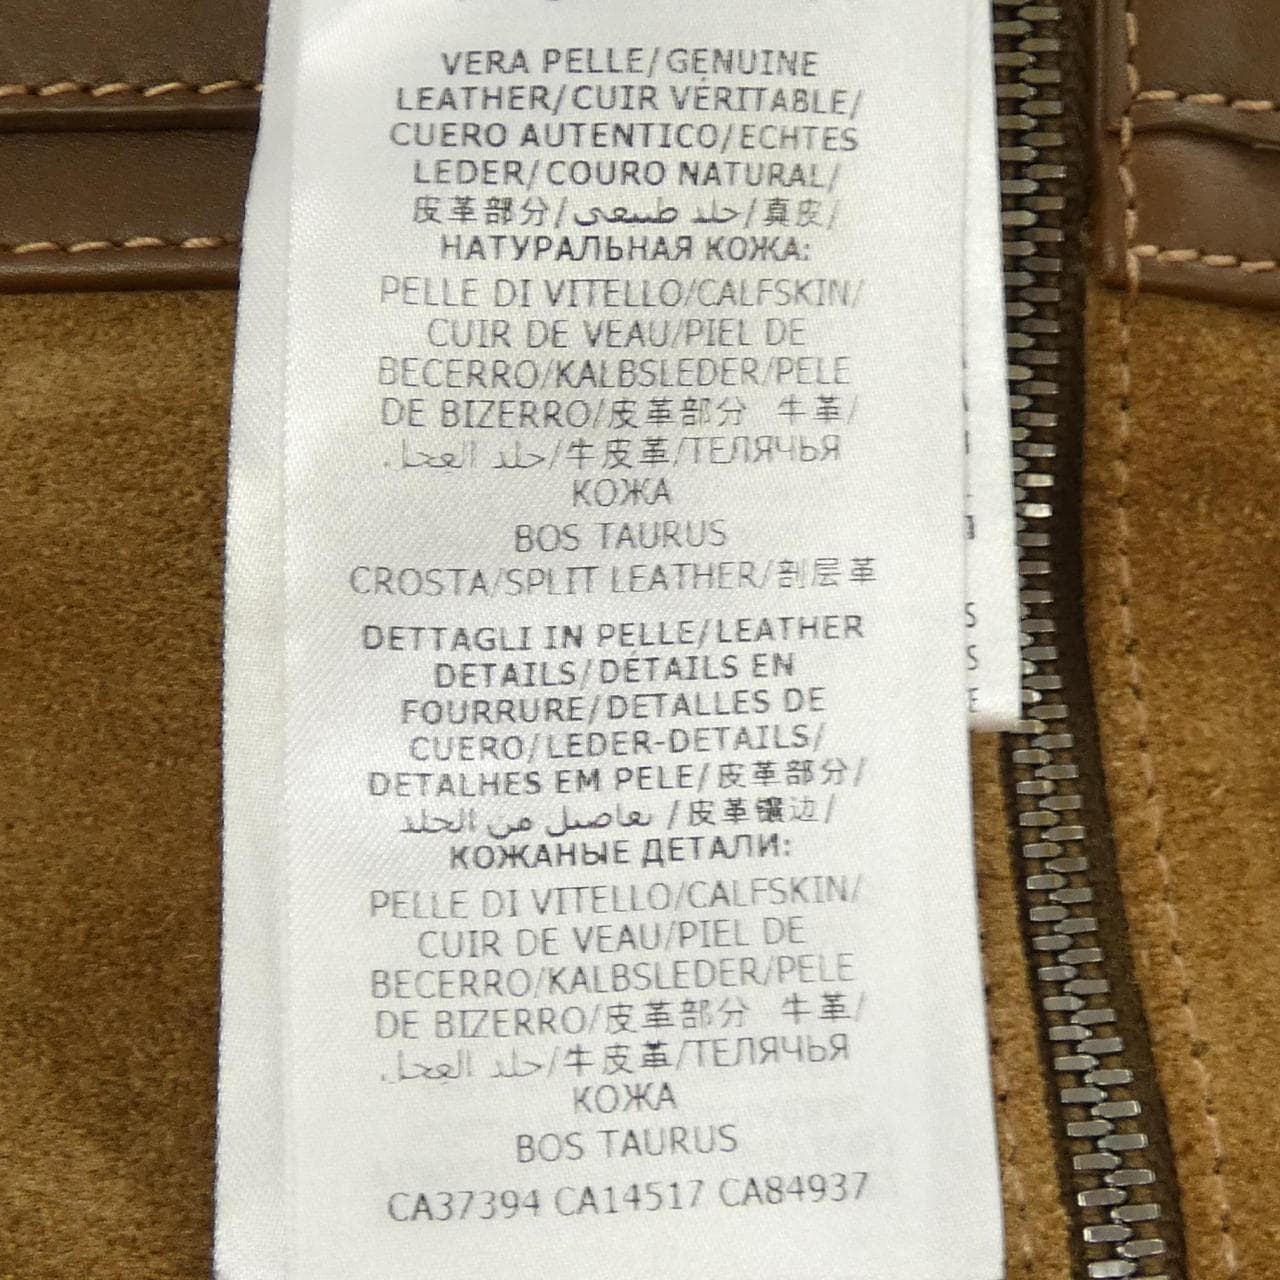 VERA PELLE/GENUINE
LEATHER/CUIR VÉRITABLE/
CUERO AUTENTICO/ECHTES
LEDER/COURO NATURAL/
皮革部分/جلد طبيعي/真皮/
НАТУРАЛЬНАЯ КОЖА:
PELLE DI VITELLO/CALFSKIN/
CUIR DE VEAU/PIEL DE
BECERRO/KALBSLEDER/PELE
DE BIZERRO/皮革部分 牛革/
جلد العجل./牛皮革/ТЕЛЯЧЬЯ
КОЖА
BOS TAURUS
CROSTA/SPLIT LEATHER/剖层革
DETTAGLI IN PELLE/LEATHER
DETAILS/DÉTAILS EN
FOURRURE/DETALLES DE
CUERO/LEDER-DETAILS/
DETALHES EM PELE/皮革部分/
تفاصيل من الجلد/皮革镶边/
КОЖАНЫЕ ДЕТАЛИ:
PELLE DI VITELLO/CALFSKIN/
CUIR DE VEAU/PIEL DE
BECERRO/KALBSLEDER/PELE
DE BIZERRO/皮革部分 牛革/
جلد العجل./牛皮革/ТЕЛЯЧЬЯ
КОЖА
BOS TAURUS
CA37394 CA14517 CA84937